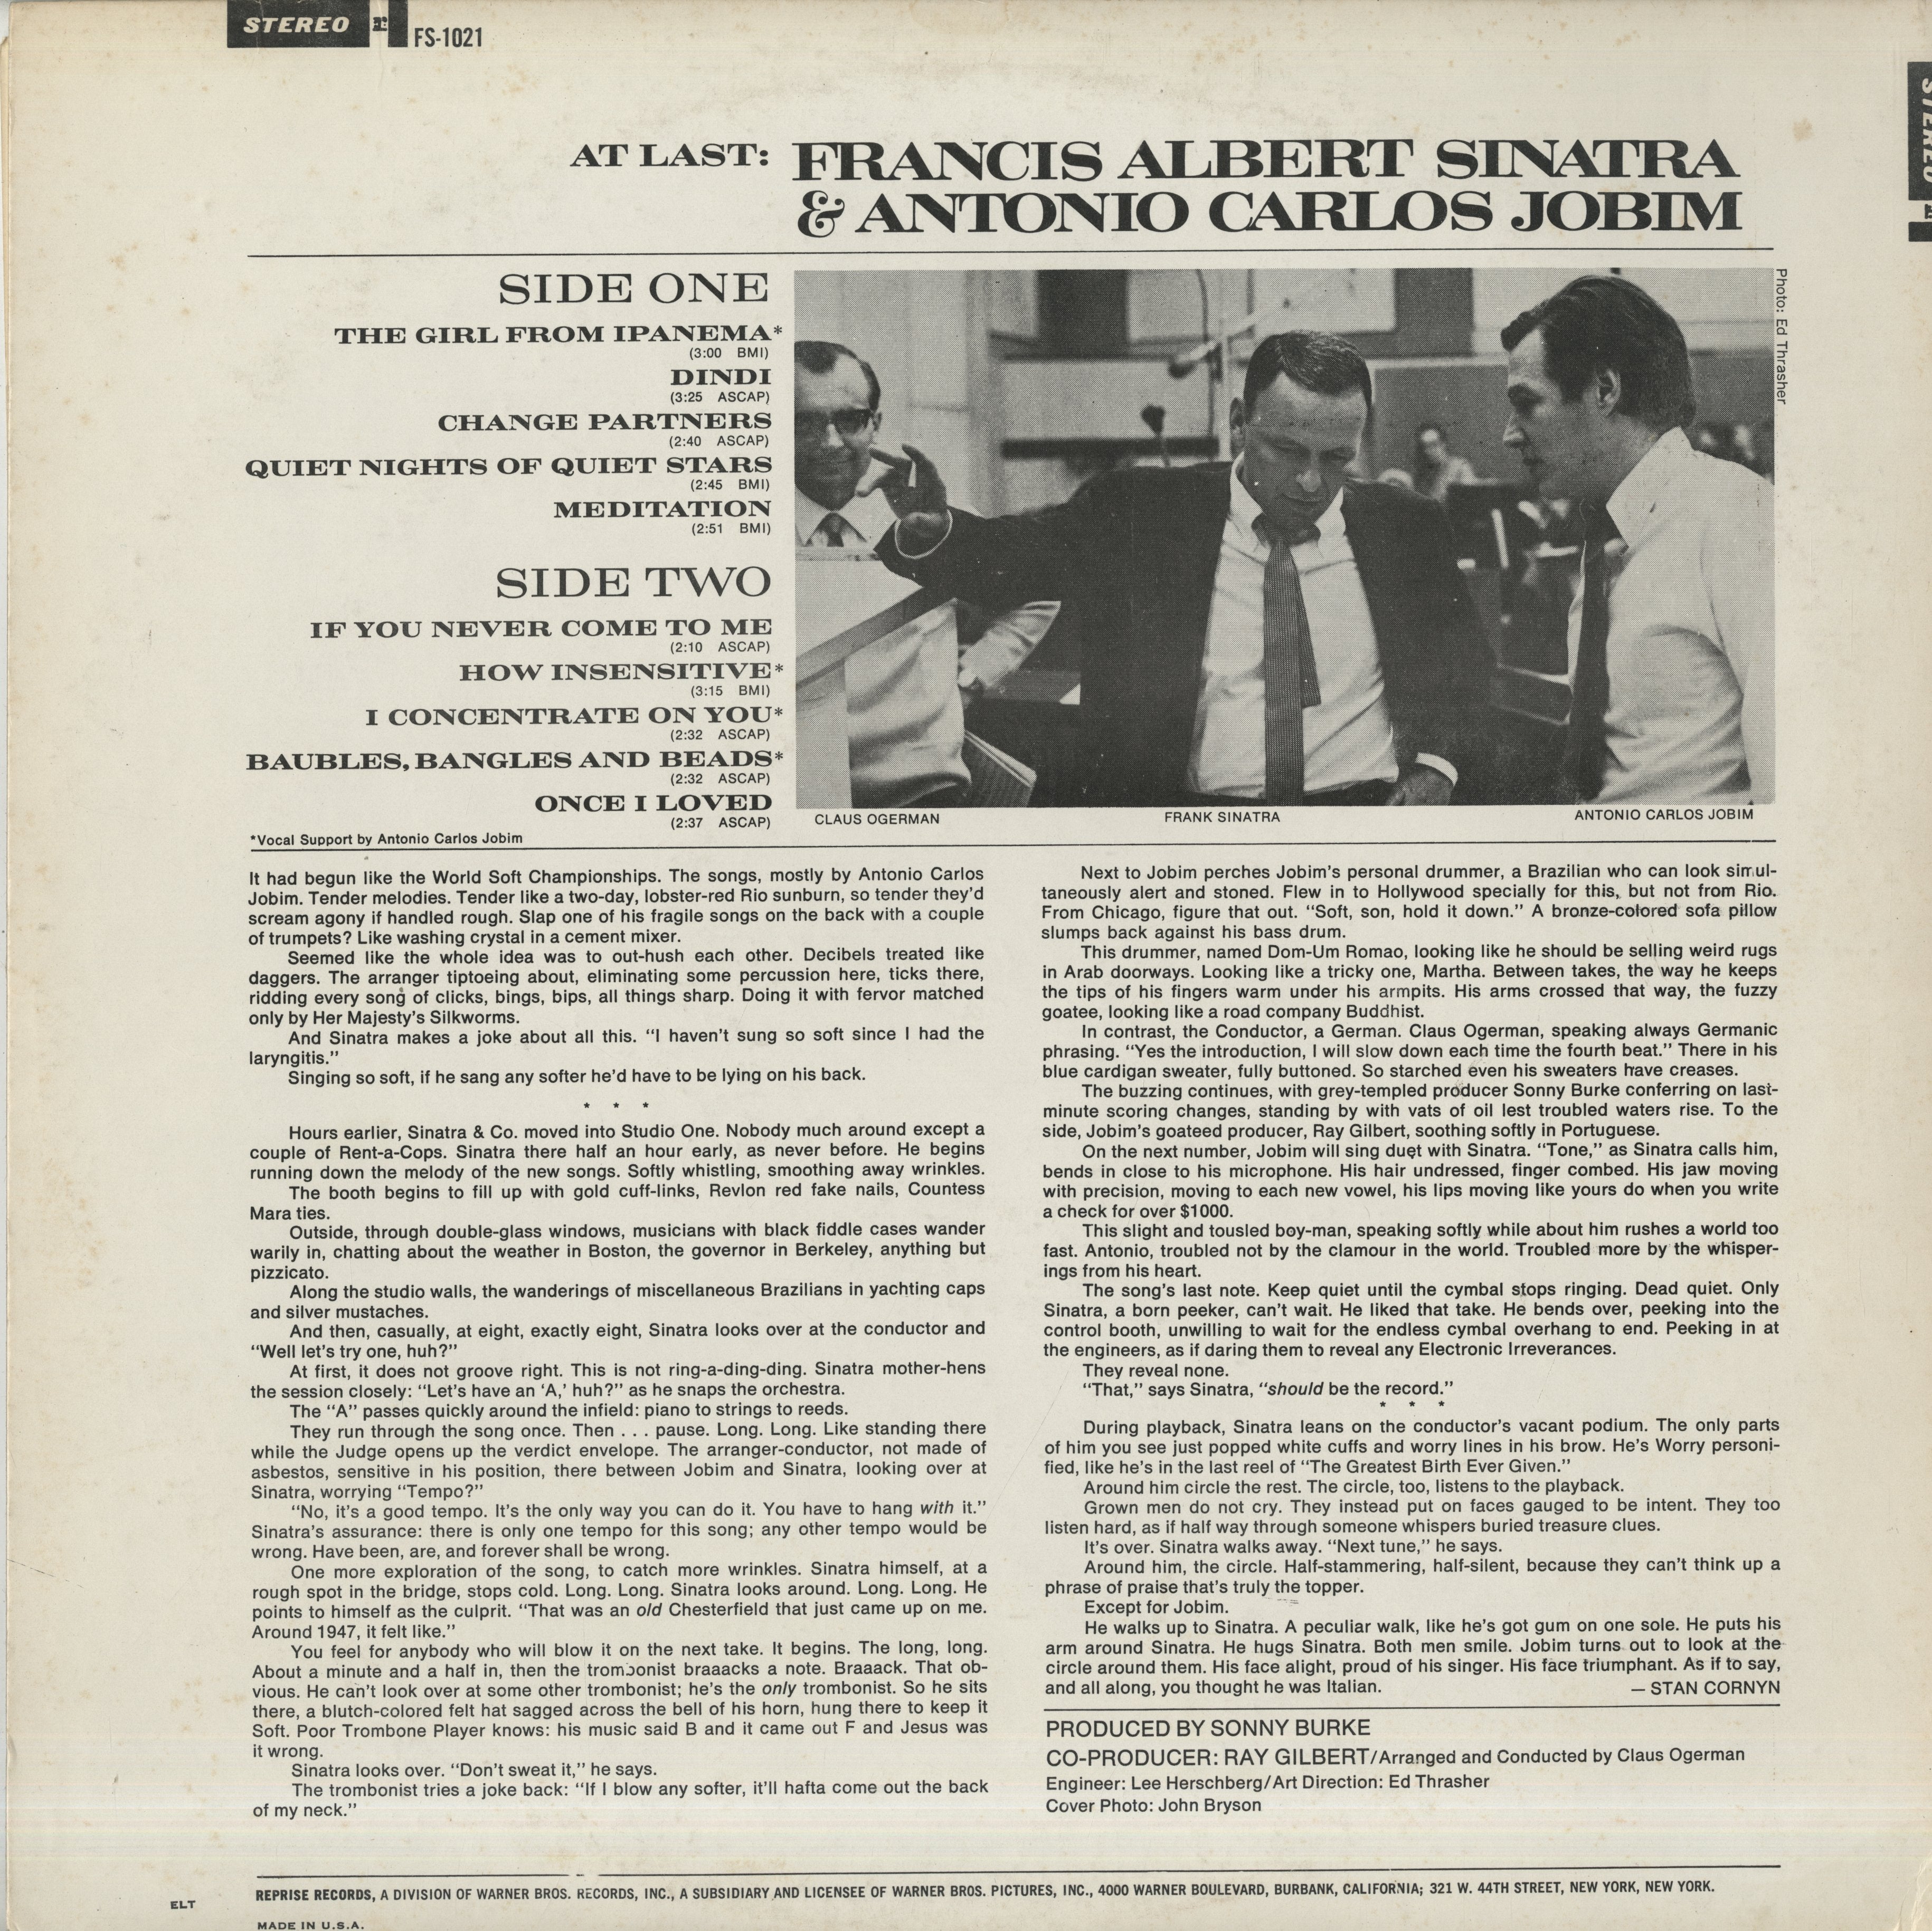 STEREO r FS-1021
STEREO
AT LAST: FRANCIS ALBERT SINATRA
& ANTONIO CARLOS JOBIM
SIDE ONE
THE GIRL FROM IPANEMA*
(3:00 BMI)
DINDI
(3:25 ASCAP)
CHANGE PARTNERS
(2:40 ASCAP)
QUIET NIGHTS OF QUIET STARS
(2:45 BMI)
MEDITATION
(2:51 BMI)
SIDE TWO
IF YOU NEVER COME TO ME
(2:10 ASCAP)
HOW INSENSITIVE*
(3:15 BMI)
I CONCENTRATE ON YOU*
(2:32 ASCAP)
BAUBLES, BANGLES AND BEADS*
(2:32 ASCAP)
ONCE I LOVED
(2:37 ASCAP)
*Vocal Support by Antonio Carlos Jobim
Photo: Ed Thrasher
CLAUS OGERMAN FRANK SINATRA ANTONIO CARLOS JOBIM
It had begun like the World Soft Championships. The songs, mostly by Antonio Carlos
Jobim. Tender melodies. Tender like a two-day, lobster-red Rio sunburn, so tender they'd
scream agony if handled rough. Slap one of his fragile songs on the back with a couple
of trumpets? Like washing crystal in a cement mixer.
Seemed like the whole idea was to out-hush each other. Decibels treated like
daggers. The arranger tiptoeing about, eliminating some percussion here, ticks there,
ridding every song of clicks, bings, bips, all things sharp. Doing it with fervor matched
only by Her Majesty's Silkworms.
And Sinatra makes a joke about all this. "I haven't sung so soft since I had the
laryngitis."
Singing so soft, if he sang any softer he'd have to be lying on his back.
* * *
Hours earlier, Sinatra & Co. moved into Studio One. Nobody much around except a
couple of Rent-a-Cops. Sinatra there half an hour early, as never before. He begins
running down the melody of the new songs. Softly whistling, smoothing away wrinkles.
The booth begins to fill up with gold cuff-links, Revlon red fake nails, Countess
Mara ties.
Outside, through double-glass windows, musicians with black fiddle cases wander
warily in, chatting about the weather in Boston, the governor in Berkeley, anything but
pizzicato.
Along the studio walls, the wanderings of miscellaneous Brazilians in yachting caps
and silver mustaches.
And then, casually, at eight, exactly eight, Sinatra looks over at the conductor and
"Well let's try one, huh?"
At first, it does not groove right. This is not ring-a-ding-ding. Sinatra mother-hens
the session closely: "Let's have an 'A,' huh?" as he snaps the orchestra.
The "A" passes quickly around the infield: piano to strings to reeds.
They run through the song once. Then . . . pause. Long. Long. Like standing there
while the Judge opens up the verdict envelope. The arranger-conductor, not made of
asbestos, sensitive in his position, there between Jobim and Sinatra, looking over at
Sinatra, worrying "Tempo?"
"No, it's a good tempo. It's the only way you can do it. You have to hang with it."
Sinatra's assurance: there is only one tempo for this song; any other tempo would be
wrong. Have been, are, and forever shall be wrong.
One more exploration of the song, to catch more wrinkles. Sinatra himself, at a
rough spot in the bridge, stops cold. Long. Long. Sinatra looks around. Long. Long. He
points to himself as the culprit. "That was an old Chesterfield that just came up on me.
Around 1947, it felt like."
You feel for anybody who will blow it on the next take. It begins. The long, long.
About a minute and a half in, then the trombonist braaacks a note. Braaack. That ob-
vious. He can't look over at some other trombonist; he's the only trombonist. So he sits
there, a blutch-colored felt hat sagged across the bell of his horn, hung there to keep it
Soft. Poor Trombone Player knows: his music said B and it came out F and Jesus was
it wrong.
Sinatra looks over. "Don't sweat it," he says.
The trombonist tries a joke back: "If I blow any softer, it'll hafta come out the back
of my neck."
Next to Jobim perches Jobim's personal drummer, a Brazilian who can look simul-
taneously alert and stoned. Flew in to Hollywood specially for this, but not from Rio.
From Chicago, figure that out. "Soft, son, hold it down." A bronze-colored sofa pillow
slumps back against his bass drum.
This drummer, named Dom-Um Romao, looking like he should be selling weird rugs
in Arab doorways. Looking like a tricky one, Martha. Between takes, the way he keeps
the tips of his fingers warm under his armpits. His arms crossed that way, the fuzzy
goatee, looking like a road company Buddhist.
In contrast, the Conductor, a German. Claus Ogerman, speaking always Germanic
phrasing. "Yes the introduction, I will slow down each time the fourth beat." There in his
blue cardigan sweater, fully buttoned. So starched even his sweaters have creases.
The buzzing continues, with grey-templed producer Sonny Burke conferring on last-
minute scoring changes, standing by with vats of oil lest troubled waters rise. To the
side, Jobim's goateed producer, Ray Gilbert, soothing softly in Portuguese.
On the next number, Jobim will sing duet with Sinatra. "Tone," as Sinatra calls him,
bends in close to his microphone. His hair undressed, finger combed. His jaw moving
with precision, moving to each new vowel, his lips moving like yours do when you write
a check for over $1000.
This slight and tousled boy-man, speaking softly while about him rushes a world too
fast. Antonio, troubled not by the clamour in the world. Troubled more by the whisper-
ings from his heart.
The song's last note. Keep quiet until the cymbal stops ringing. Dead quiet. Only
Sinatra, a born peeker, can't wait. He liked that take. He bends over, peeking into the
control booth, unwilling to wait for the endless cymbal overhang to end. Peeking in at
the engineers, as if daring them to reveal any Electronic Irreverances.
They reveal none.
"That," says Sinatra, "should be the record."
* * *
During playback, Sinatra leans on the conductor's vacant podium. The only parts
of him you see just popped white cuffs and worry lines in his brow. He's Worry personi-
fied, like he's in the last reel of "The Greatest Birth Ever Given."
Around him circle the rest. The circle, too, listens to the playback.
Grown men do not cry. They instead put on faces gauged to be intent. They too
listen hard, as if half way through someone whispers buried treasure clues.
It's over. Sinatra walks away. "Next tune," he says.
Around him, the circle. Half-stammering, half-silent, because they can't think up a
phrase of praise that's truly the topper.
Except for Jobim.
He walks up to Sinatra. A peculiar walk, like he's got gum on one sole. He puts his
arm around Sinatra. He hugs Sinatra. Both men smile. Jobim turns out to look at the
circle around them. His face alight, proud of his singer. His face triumphant. As if to say,
and all along, you thought he was Italian. — STAN CORNYN
PRODUCED BY SONNY BURKE
CO-PRODUCER: RAY GILBERT/Arranged and Conducted by Claus Ogerman
Engineer: Lee Herschberg/Art Direction: Ed Thrasher
Cover Photo: John Bryson
REPRISE RECORDS, A DIVISION OF WARNER BROS. RECORDS, INC., A SUBSIDIARY AND LICENSEE OF WARNER BROS. PICTURES, INC., 4000 WARNER BOULEVARD, BURBANK, CALIFORNIA; 321 W. 44TH STREET, NEW YORK, NEW YORK.
ELT
MADE IN U.S.A.